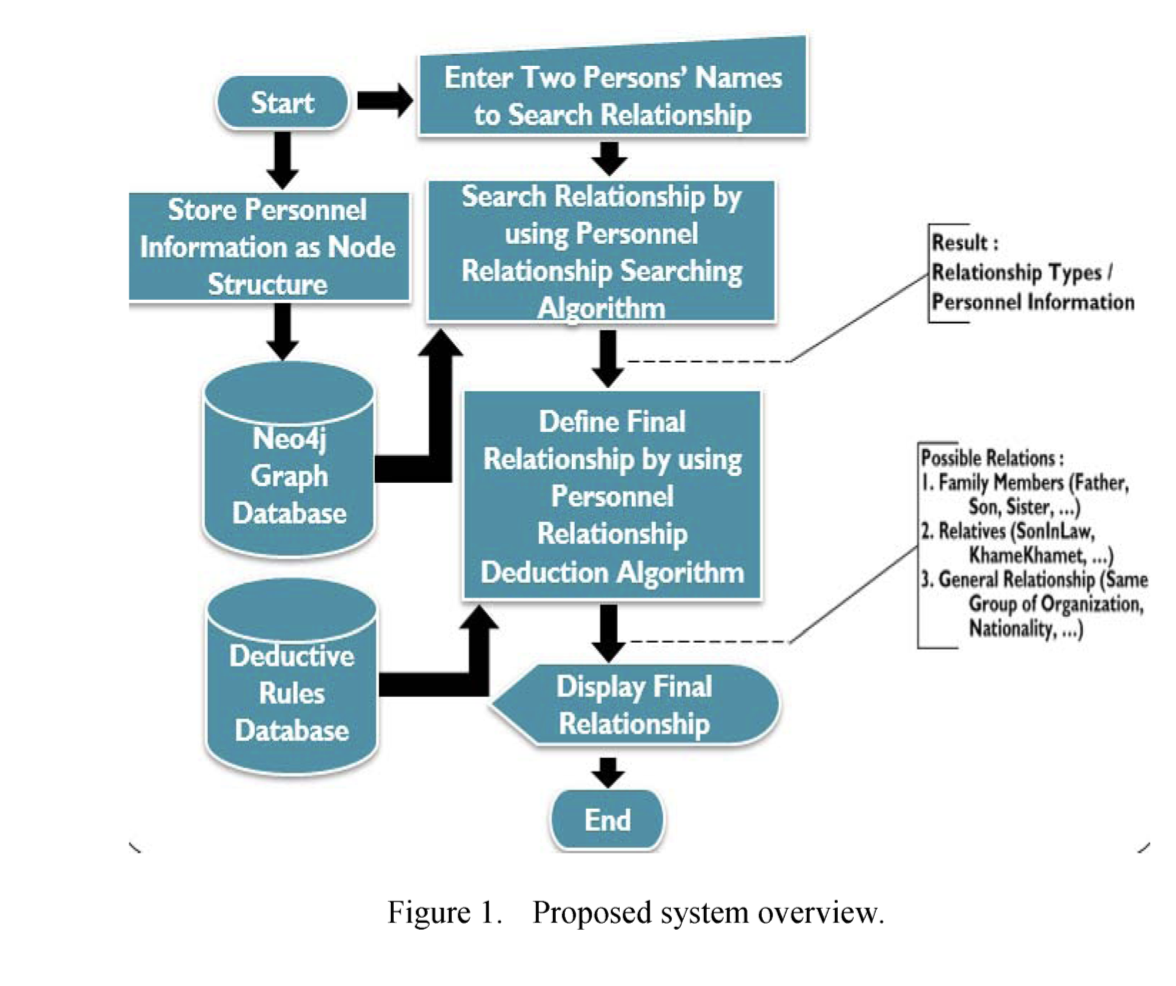 Start
Enter Two Persons' Names
to Search Relationship
Store Personnel
Information as Node
Structure
Search Relationship by
using Personnel
Relationship Searching
Algorithm
Result :
Relationship Types /
Personnel Information
Neo4j
Graph
Database
Define Final
Relationship by using
Personnel
Relationship
Deduction Algorithm
Possible Relations :
1. Family Members (Father,
Son, Sister, ...)
2. Relatives (SonInLaw,
KhameKhamet, ...)
3. General Relationship (Same
Group of Organization,
Nationality, ...)
Deductive
Rules
Database
Display Final
Relationship
End
Figure 1. Proposed system overview.